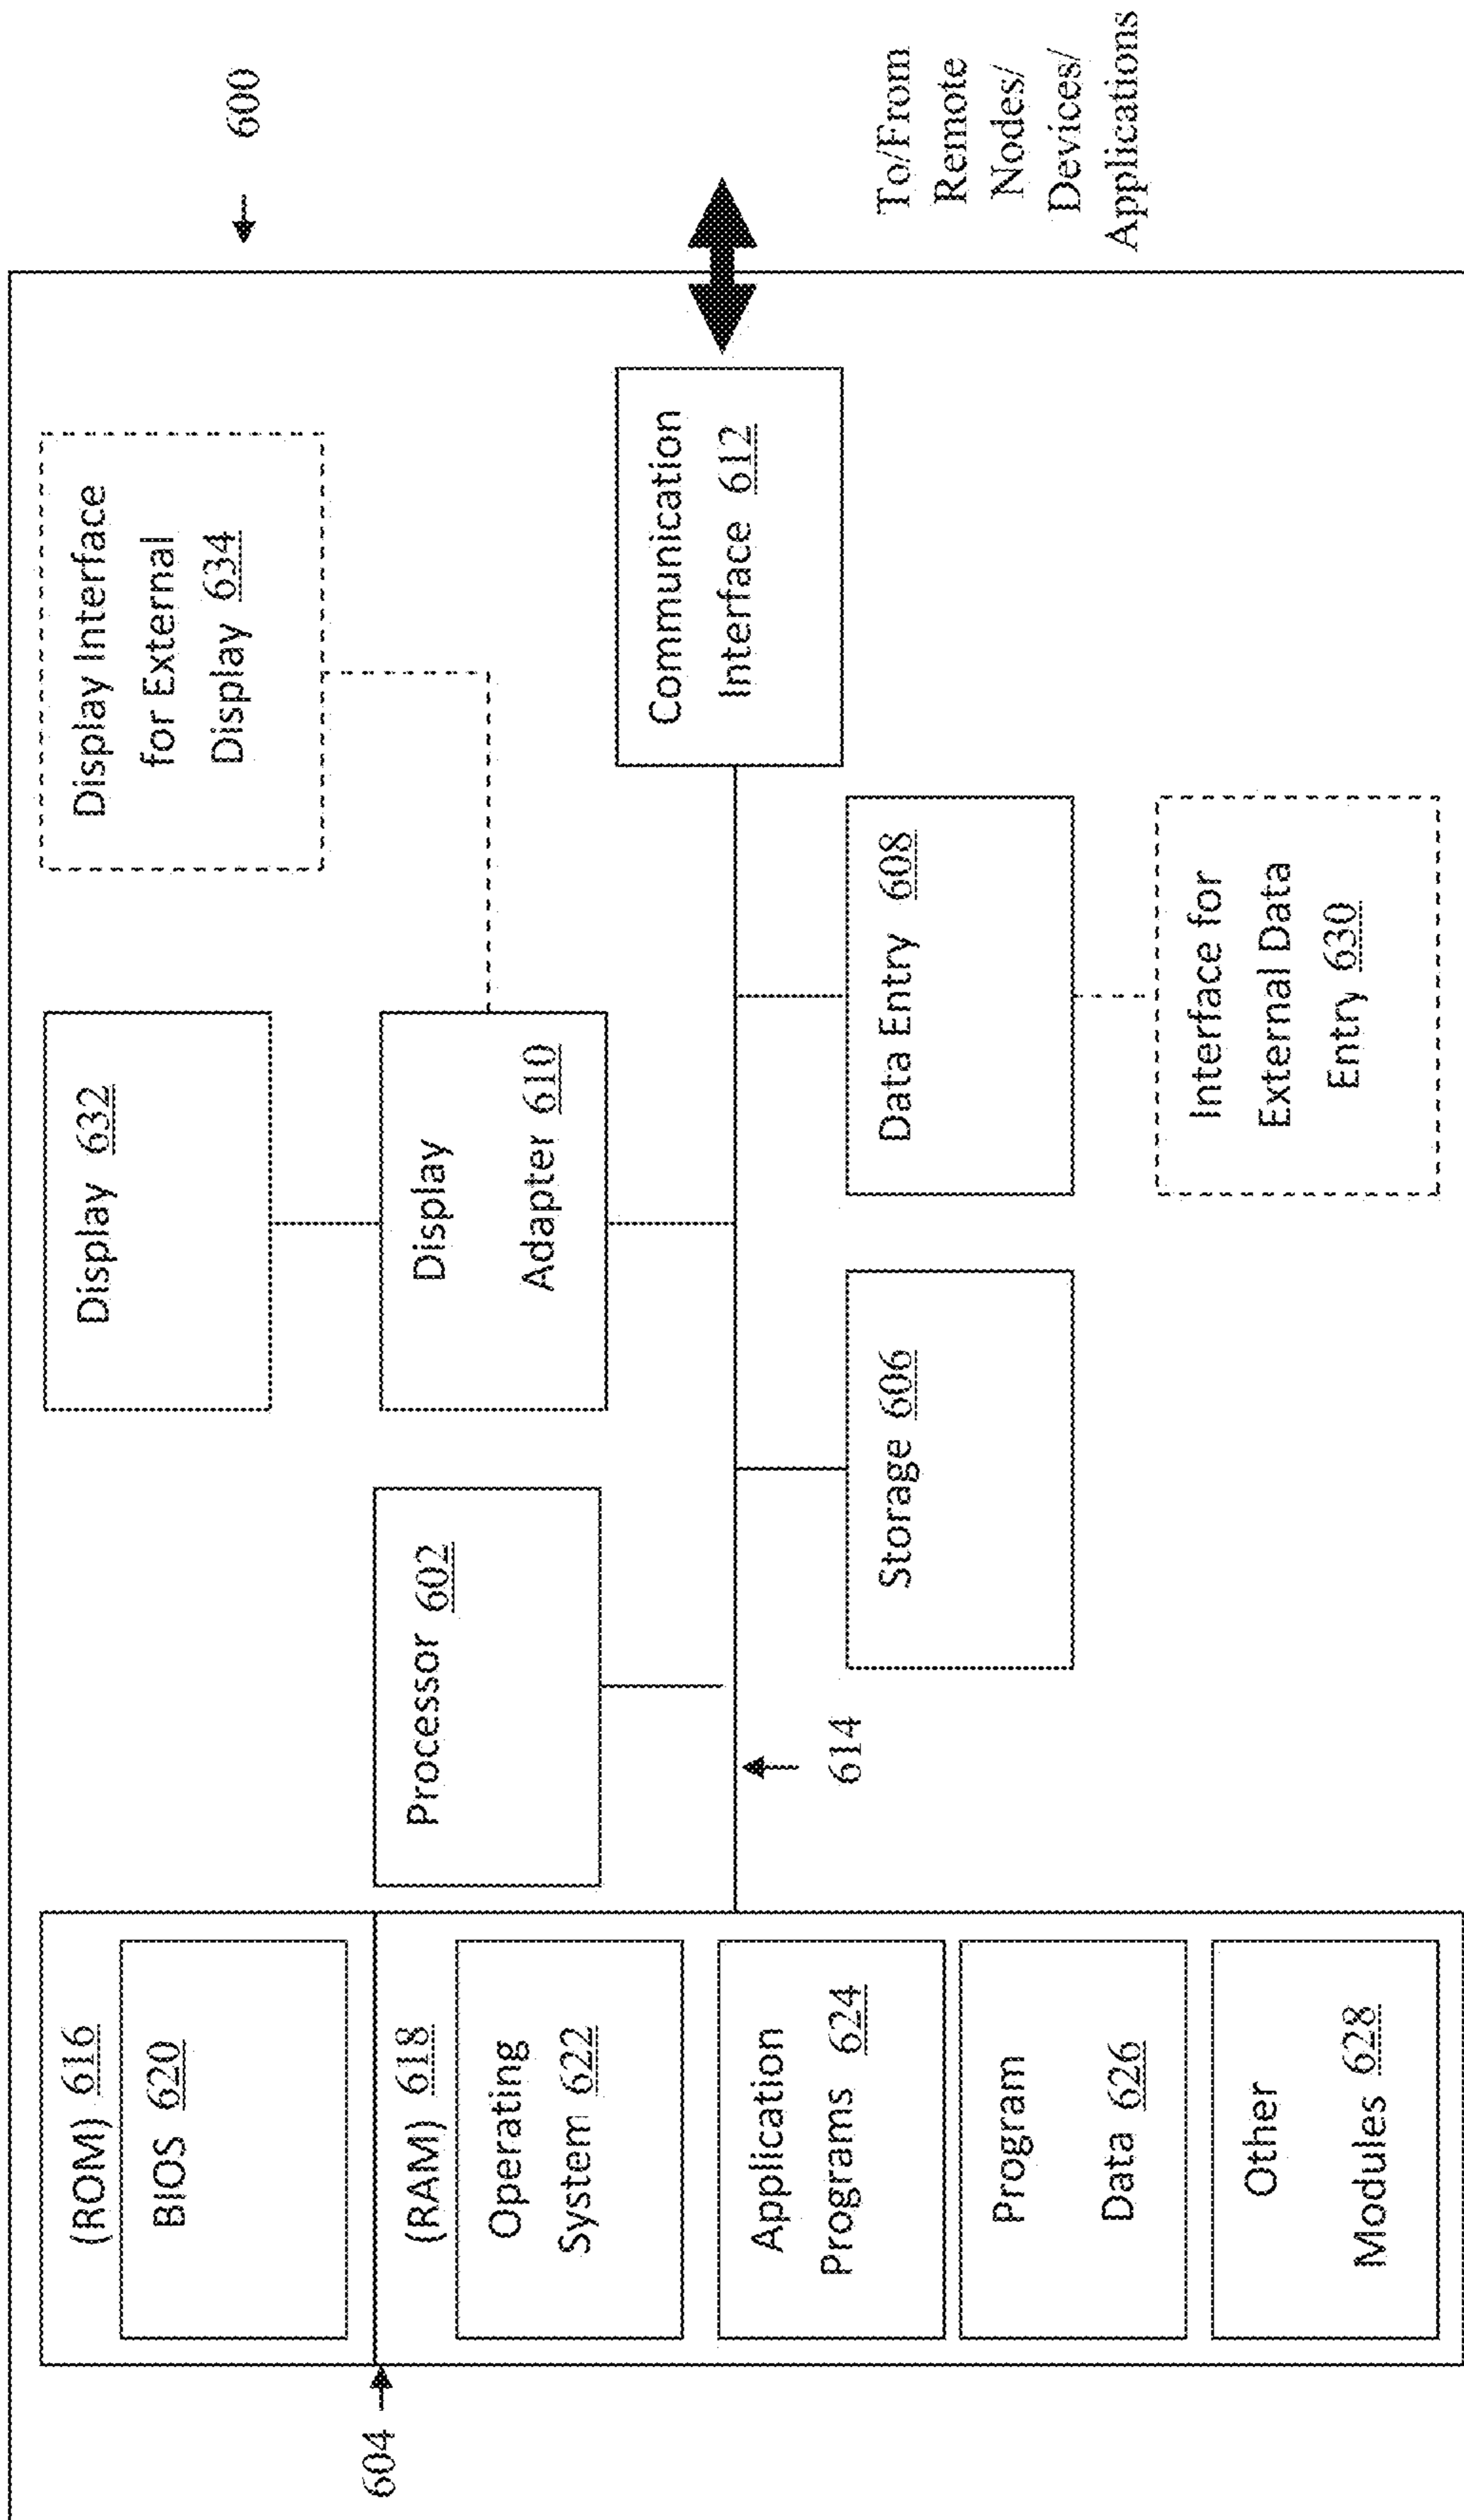 600
604
(ROM) 616
BIOS 620
(RAM) 618
Operating
System 622
Application
Programs 624
Program
Data 626
Other
Modules 628
Processor 602
614
Storage 606
Display 632
Display
Adapter 610
Data Entry 608
Interface for
External Data
Entry 630
Display Interface
for External
Display 634
Communication
Interface 612
To/From
Remote
Nodes/
Devices/
Applications